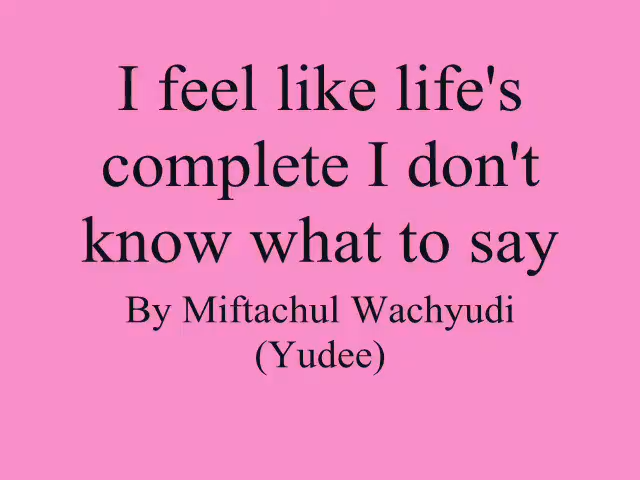 I feel like life's
complete I don't
know what to say
By Miftachul Wachyudi
(Yudee)